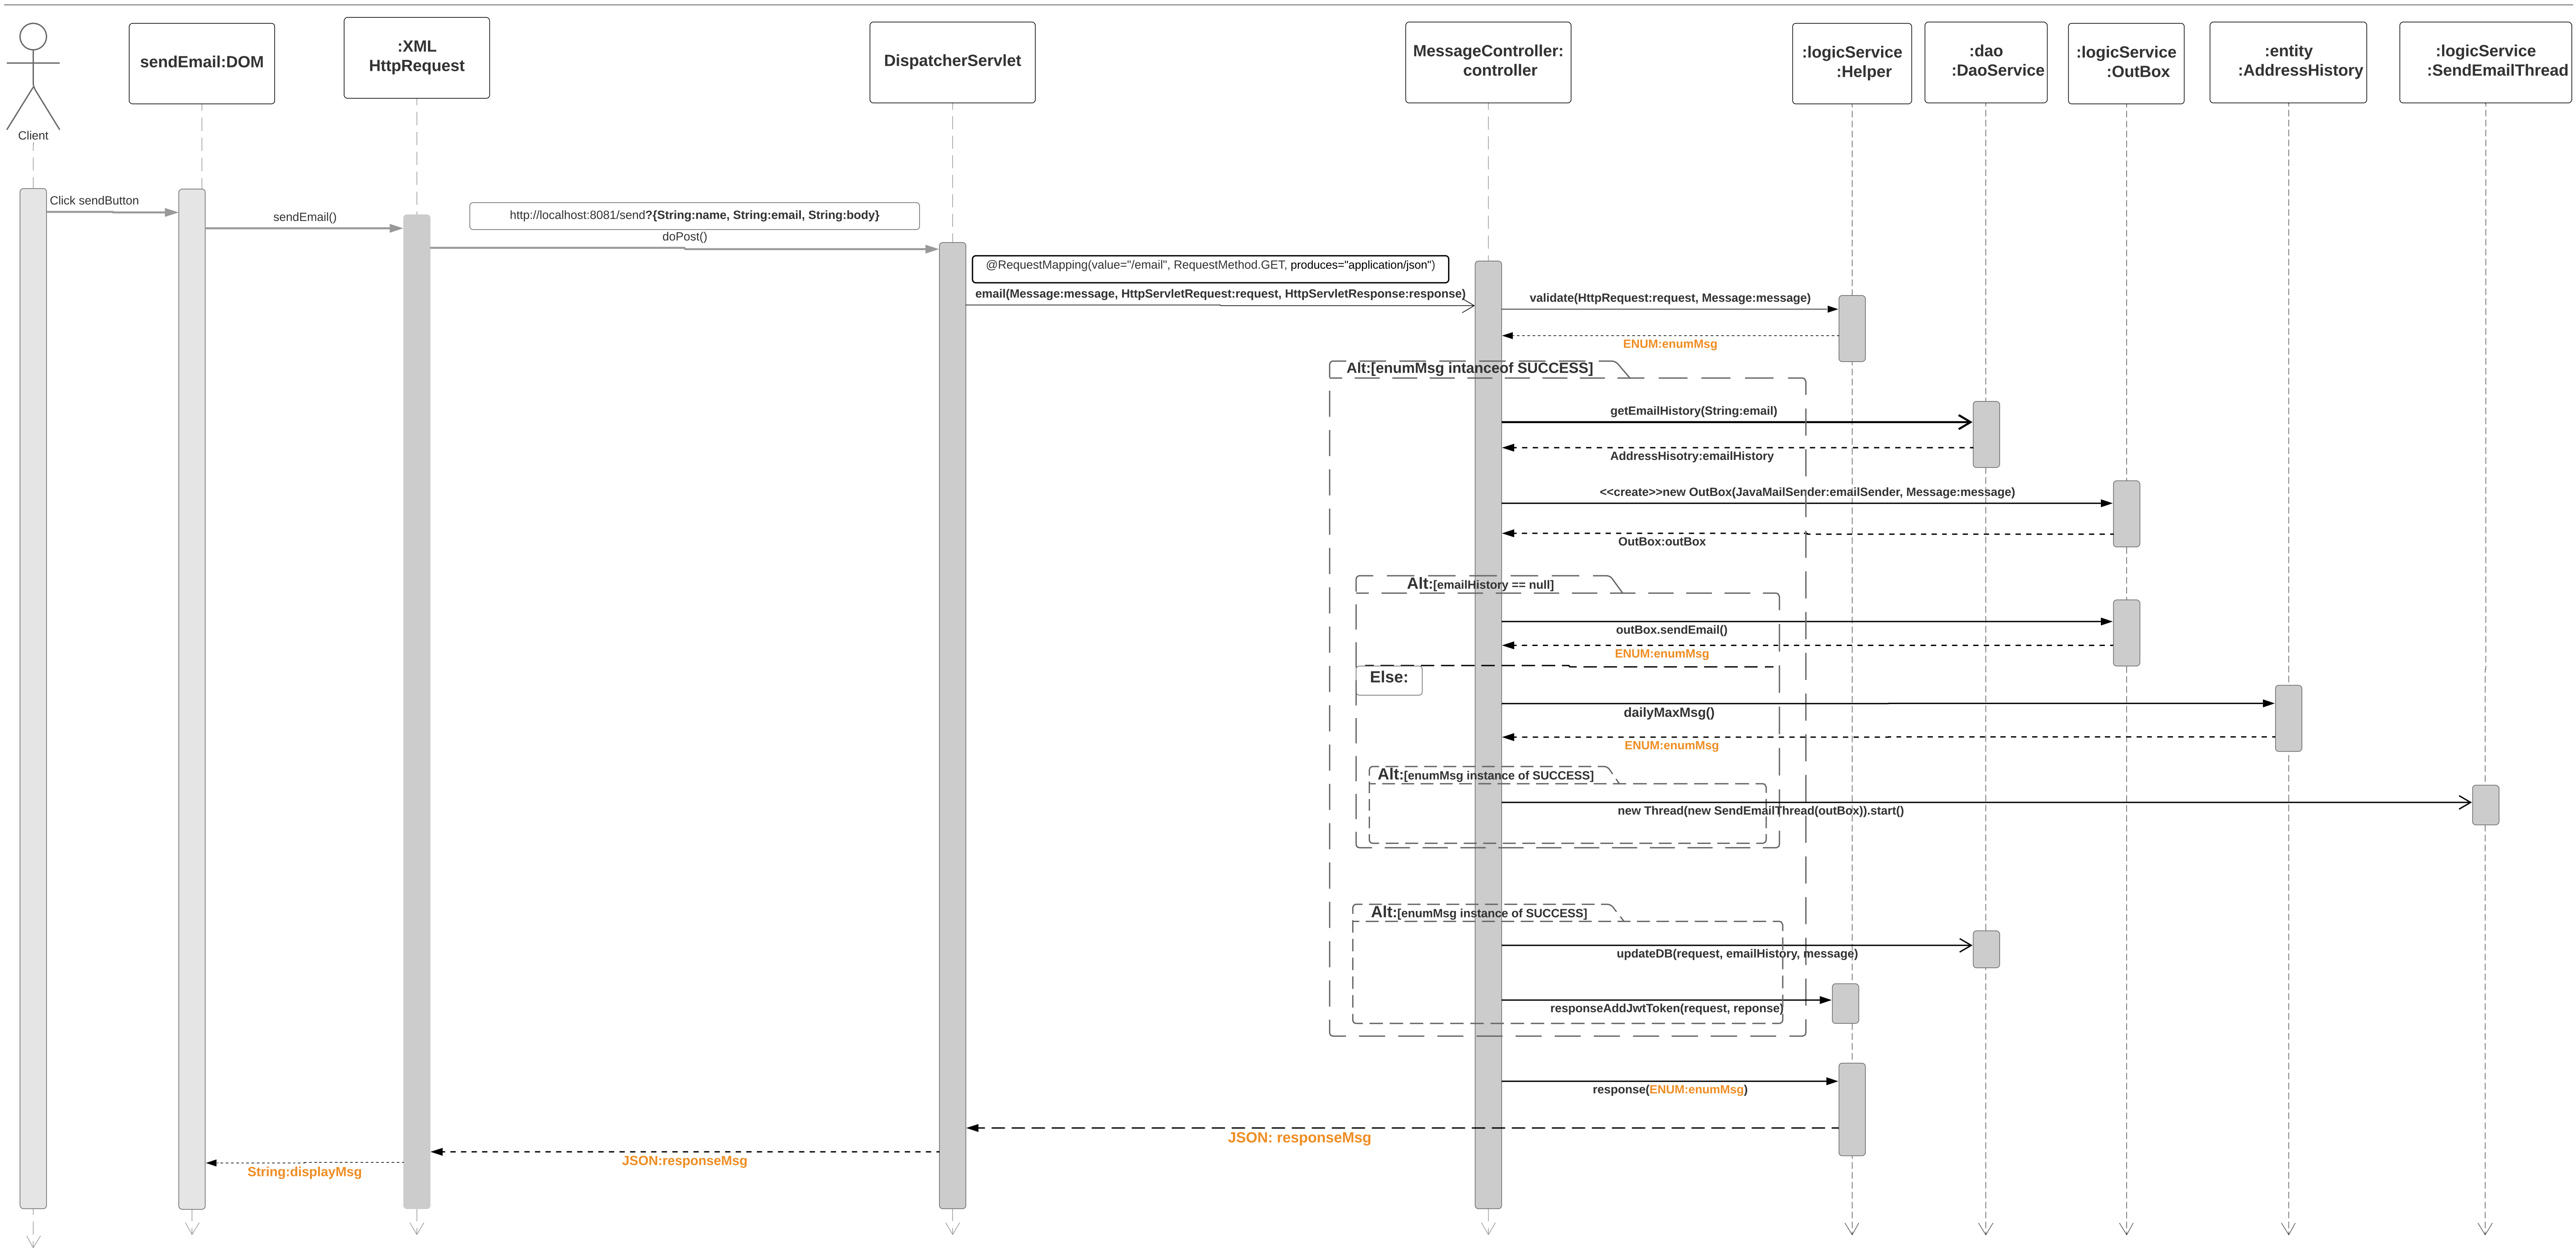 Client
sendEmail:DOM
:XML
HttpRequest
DispatcherServlet
MessageController:
controller
:logicService
:Helper
:dao
:DaoService
:logicService
:OutBox
:entity
:AddressHistory
:logicService
:SendEmailThread
Click sendButton
sendEmail()
http://localhost:8081/send?{String:name, String:email, String:body}
doPost()
@RequestMapping(value="/email", RequestMethod.GET, produces="application/json")
email(Message:message, HttpServletRequest:request, HttpServletResponse:response)
validate(HttpRequest:request, Message:message)
ENUM:enumMsg
Alt:[enumMsg intanceof SUCCESS]
getEmailHistory(String:email)
AddressHisotry:emailHistory
<<create>>new OutBox(JavaMailSender:emailSender, Message:message)
OutBox:outBox
Alt:[emailHistory == null]
outBox.sendEmail()
ENUM:enumMsg
Else:
dailyMaxMsg()
ENUM:enumMsg
Alt:[enumMsg instance of SUCCESS]
new Thread(new SendEmailThread(outBox)).start()
Alt:[enumMsg instance of SUCCESS]
updateDB(request, emailHistory, message)
responseAddJwtToken(request, reponse)
response(ENUM:enumMsg)
JSON: responseMsg
JSON:responseMsg
String:displayMsg